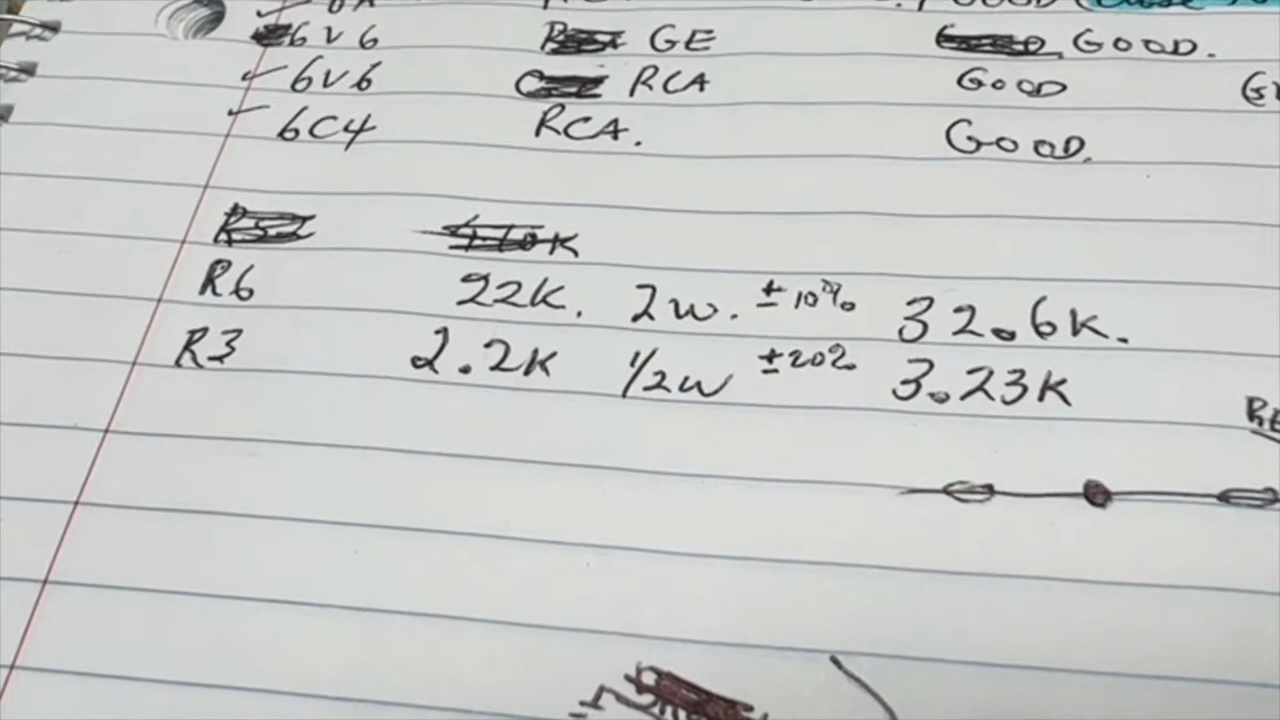 6V6 GE GOOD.
6V6 RCA GOOD
6C4 RCA. GOOD.
R6 22K. 2W. ±10% 32.6K.
R3 2.2K 1/2W ±20% 3.23K